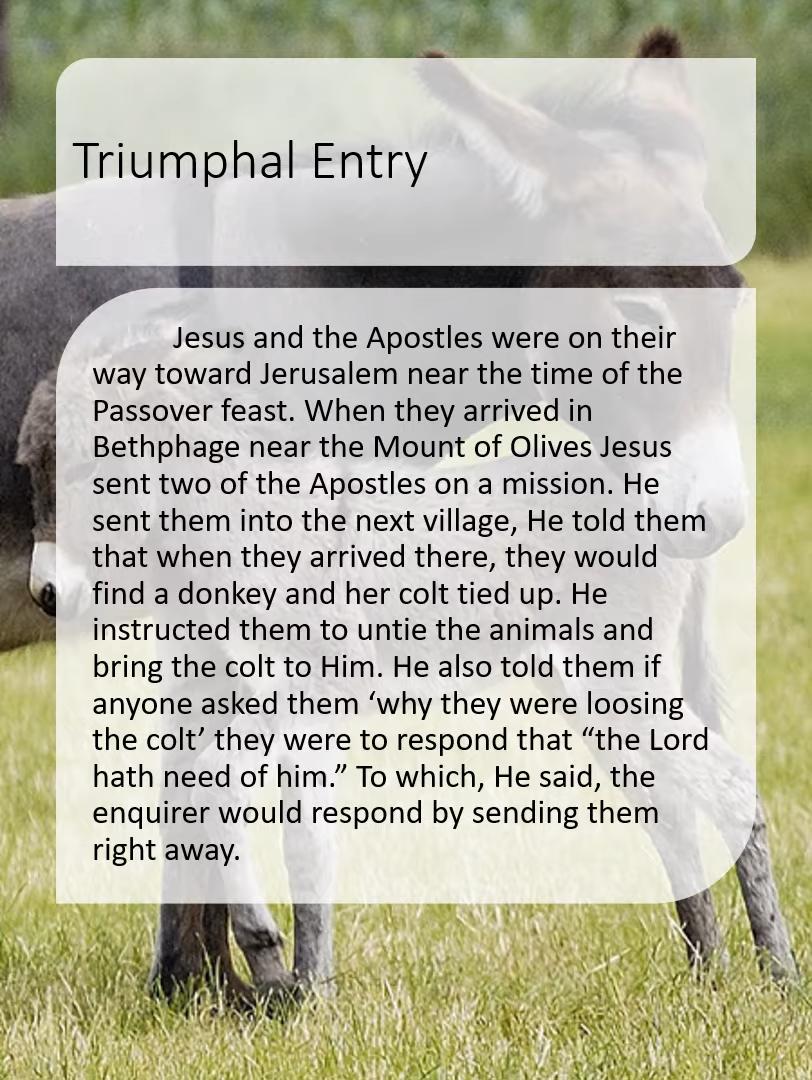 Triumphal Entry
Jesus and the Apostles were on their
way toward Jerusalem near the time of the
Passover feast. When they arrived in
Bethphage near the Mount of Olives Jesus
sent two of the Apostles on a mission. He
sent them into the next village, He told them
that when they arrived there, they would
find a donkey and her colt tied up. He
instructed them to untie the animals and
bring the colt to Him. He also told them if
anyone asked them ‘why they were loosing
the colt’ they were to respond that “the Lord
hath need of him.” To which, He said, the
enquirer would respond by sending them
right away.